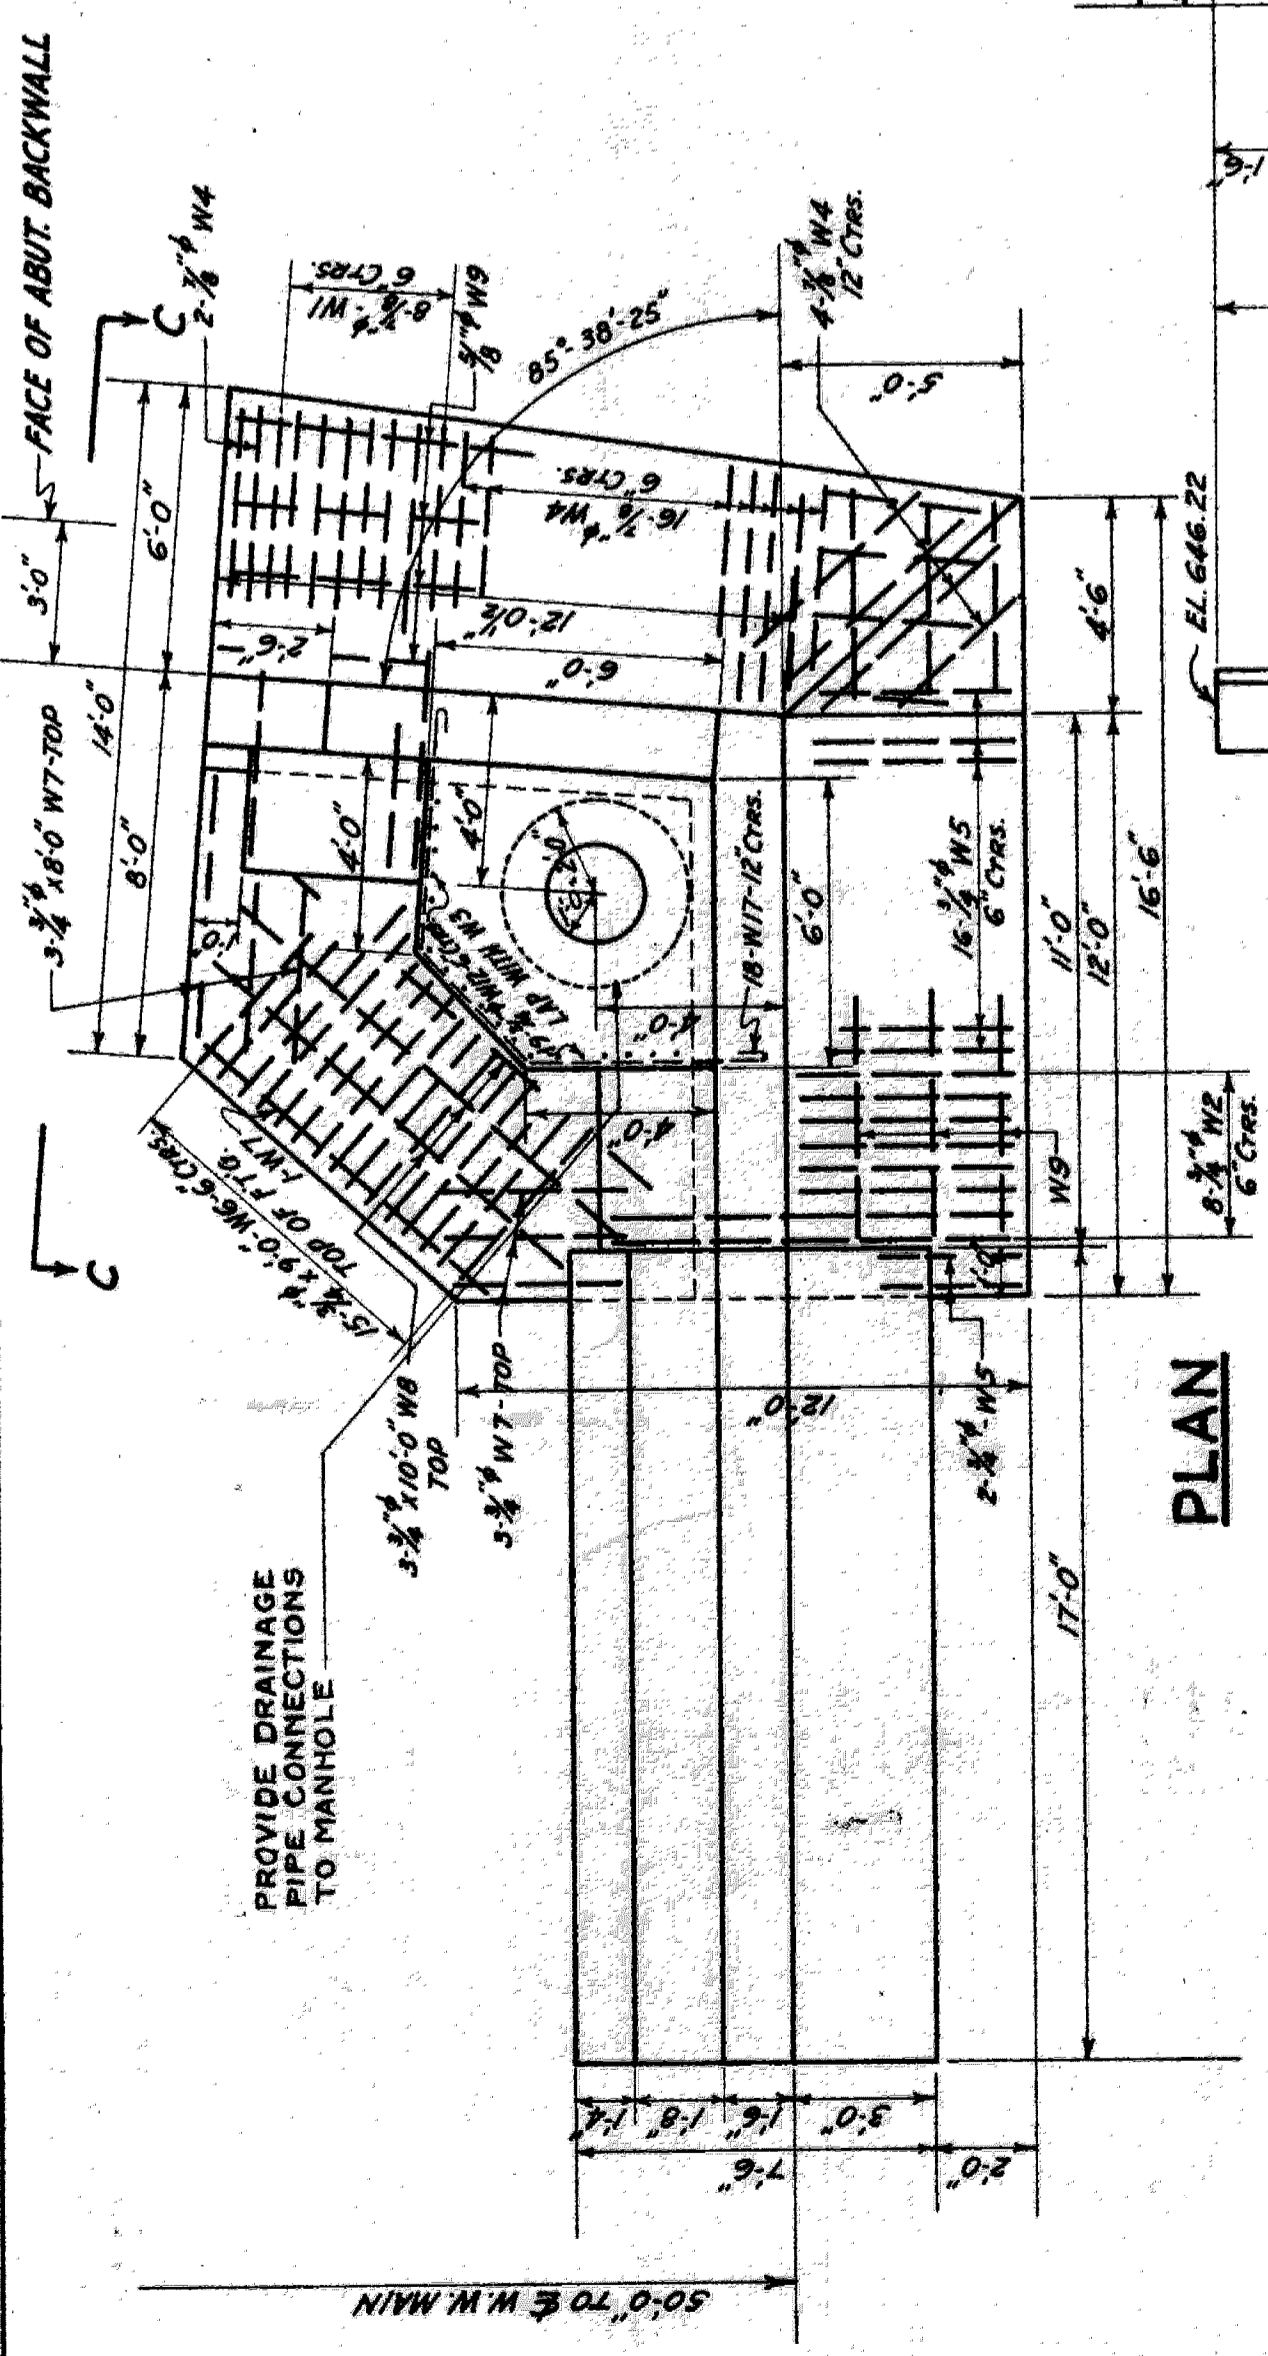 FACE OF ABUT. BACKWALL
C
2-⅞"φ W4
8-⅞"φ - W1
6" CTRS.
W9
85°-38'-25"
4-⅞"φ W4
12" CTRS.
5'-0"
1'-6"
3'-0"
6'-0"
14'-0"
8'-0"
3-¾"φ x 8'-0" W7-TOP
2'-6"
12'-0½"
6'-0"
16-⅞"φ W4
6" CTRS.
4'-0"
4'-0"
1'-0"
LAP WITH W3
18-W17-12" CTRS.
4'-0"
4'-0"
6'-0"
16-¾"φ W5
6" CTRS.
11'-0"
12'-0"
16'-6"
4'-6"
EL. 646.22
8-¾"φ W2
6" CTRS.
W9
1'-0"
C
15-¾"φ x 9'-0"-W6-6" CTRS.
TOP OF FT'G.
1-W7
3-¾"φ x 10'-0" W8
TOP
3-¾"φ W7-TOP
12'-0"
2-¾"φ-W5
PROVIDE DRAINAGE
PIPE CONNECTIONS
TO MANHOLE
17'-0"
1'-4"
1'-8"
1'-6"
3'-0"
7'-6"
2'-0"
50'-0" TO ℄ W.W. MAIN
PLAN